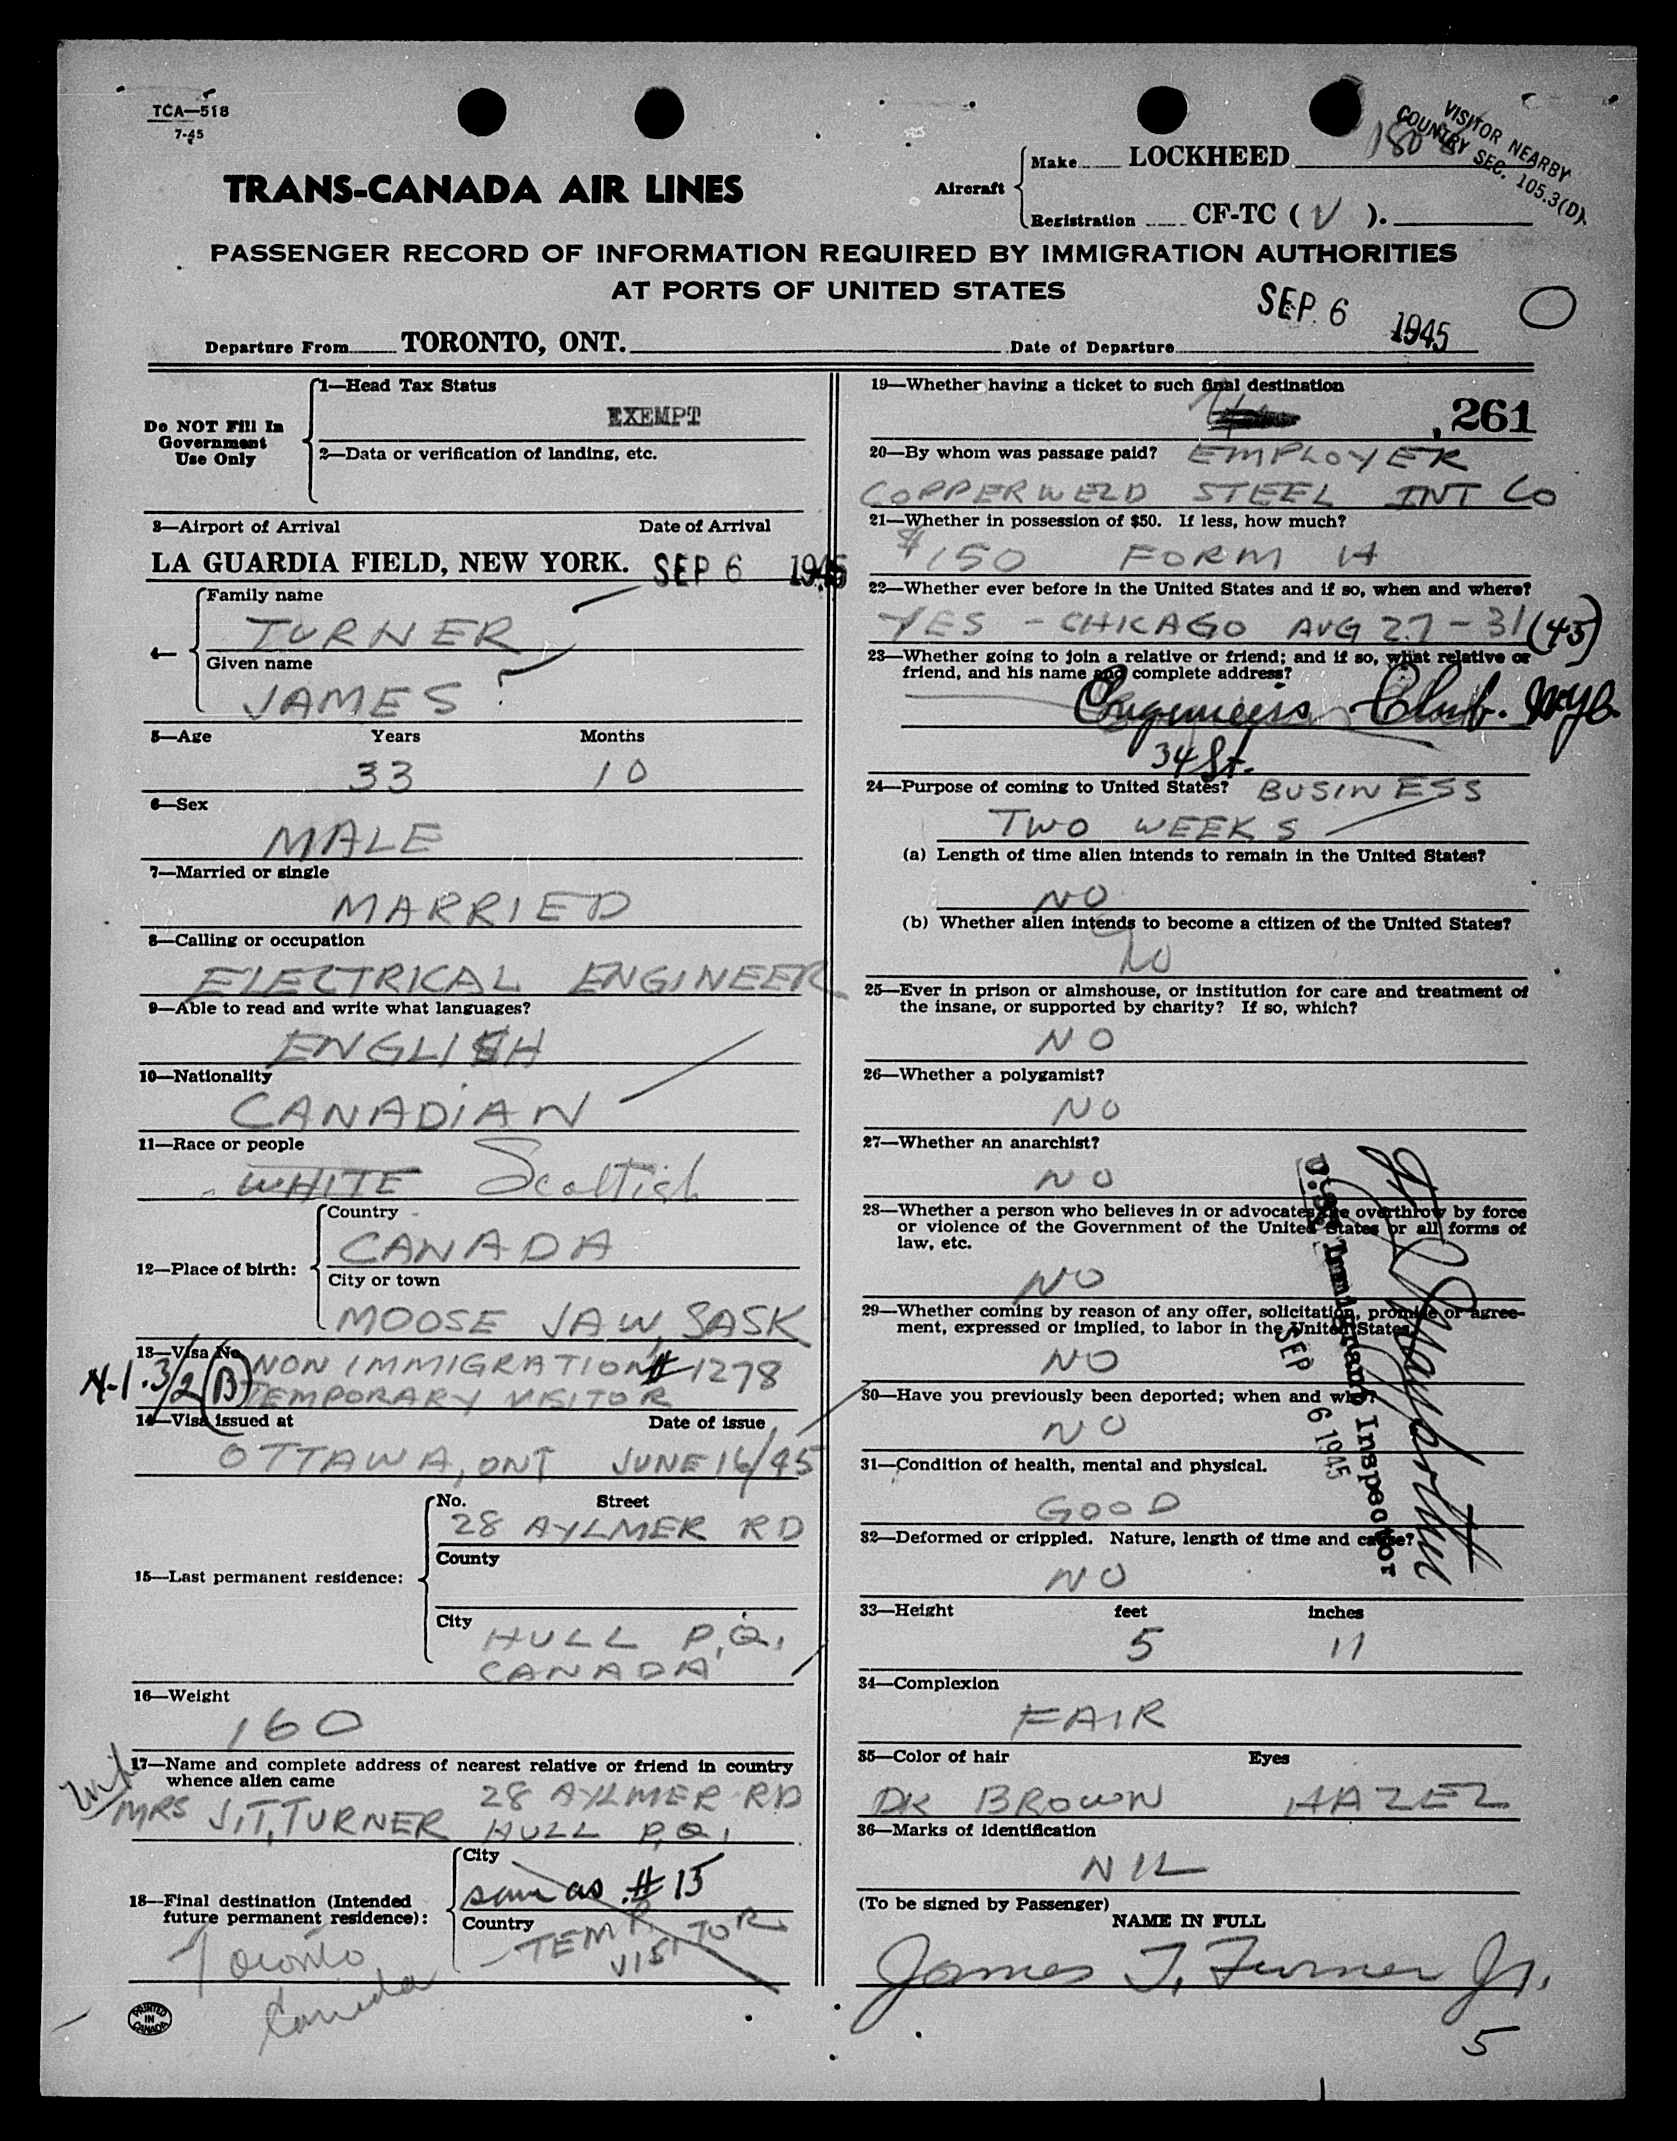 TCA—518
7-45
VISITOR NEARBY
COUNTRY SEC. 105.3(D)
TRANS-CANADA AIR LINES
Aircraft
Make LOCKHEED
Registration CF-TC ( V ).
PASSENGER RECORD OF INFORMATION REQUIRED BY IMMIGRATION AUTHORITIES
AT PORTS OF UNITED STATES
SEP 6 1945
Departure From TORONTO, ONT. Date of Departure
Do NOT Fill In
Government
Use Only
1—Head Tax Status
EXEMPT
2—Data or verification of landing, etc.
3—Airport of Arrival Date of Arrival
LA GUARDIA FIELD, NEW YORK. SEP 6 1945
4—
Family name
TURNER
Given name
JAMES
5—Age Years Months
33 10
6—Sex
MALE
7—Married or single
MARRIED
8—Calling or occupation
ELECTRICAL ENGINEER
9—Able to read and write what languages?
ENGLISH
10—Nationality
CANADIAN
11—Race or people
WHITE Scottish
12—Place of birth:
Country
CANADA
City or town
MOOSE JAW, SASK
13—Visa No.
NON IMMIGRATION # 1278
TEMPORARY VISITOR
14—Visa issued at Date of issue
OTTAWA, ONT JUNE 16/45
15—Last permanent residence:
No. Street
28 AYLMER RD
County
City
HULL P.Q.,
CANADA
16—Weight
160
17—Name and complete address of nearest relative or friend in country
whence alien came
28 AYLMER RD
MRS J.T. TURNER HULL P.Q.
18—Final destination (Intended
future permanent residence):
City
same as # 15
Country
TEMP.
VISITOR
Toronto
Canada
PRINTED
IN
CANADA
19—Whether having a ticket to such final destination
, 261
20—By whom was passage paid? EMPLOYER
COPPERWELD STEEL INT CO
21—Whether in possession of $50. If less, how much?
$150 FORM H
22—Whether ever before in the United States and if so, when and where?
YES - CHICAGO AUG 27-31 (45)
23—Whether going to join a relative or friend; and if so, what relative or
friend, and his name and complete address?
Engineers Club. NYC.
34 St.
24—Purpose of coming to United States? BUSINESS
TWO WEEKS
(a) Length of time alien intends to remain in the United States?
NO
(b) Whether alien intends to become a citizen of the United States?
No
25—Ever in prison or almshouse, or institution for care and treatment of
the insane, or supported by charity? If so, which?
NO
26—Whether a polygamist?
NO
27—Whether an anarchist?
NO
28—Whether a person who believes in or advocates the overthrow by force
or violence of the Government of the United States or all forms of
law, etc.
NO
29—Whether coming by reason of any offer, solicitation, promise or agree-
ment, expressed or implied, to labor in the United States
NO
30—Have you previously been deported; when and why?
NO
31—Condition of health, mental and physical.
GOOD
32—Deformed or crippled. Nature, length of time and cause?
NO
U.S. Immigrant Inspector
SEP 6 1945
33—Height feet inches
5 11
34—Complexion
FAIR
35—Color of hair Eyes
DK BROWN HAZEL
36—Marks of identification
NIL
(To be signed by Passenger)
NAME IN FULL
James T. Turner Jr.
5